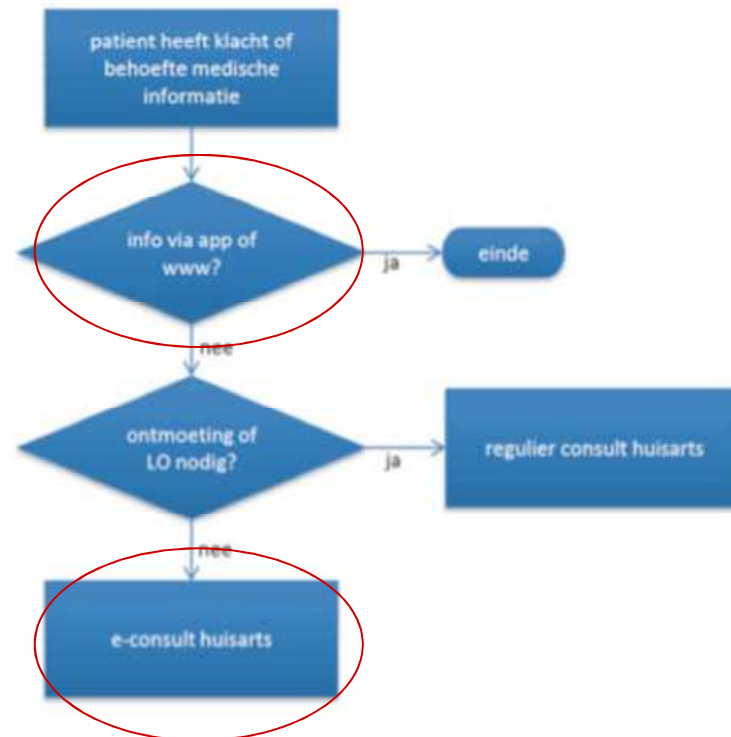 patient heeft klacht of
behoefte medische
informatie
info via app of
www?
ja
einde
nee
ontmoeting of
LO nodig?
ja
regulier consult huisarts
nee
e-consult huisarts